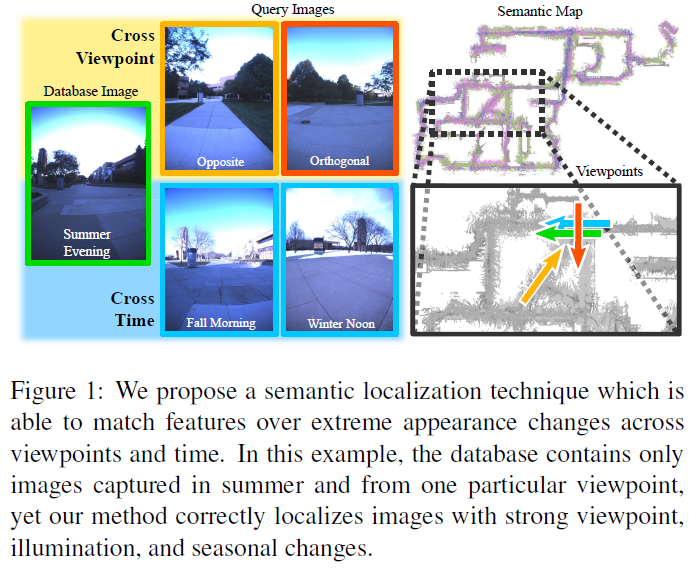 Query Images
Semantic Map
Cross
Viewpoint
Database Image
Opposite
Orthogonal
Viewpoints
Summer
Evening
Cross
Time
Fall Morning
Winter Noon
Figure 1: We propose a semantic localization technique which is
able to match features over extreme appearance changes across
viewpoints and time. In this example, the database contains only
images captured in summer and from one particular viewpoint,
yet our method correctly localizes images with strong viewpoint,
illumination, and seasonal changes.